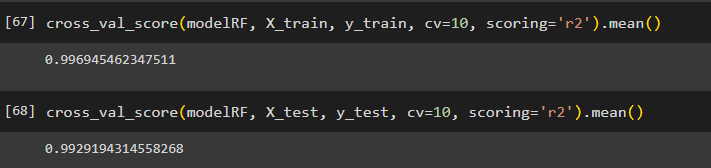 [67] cross_val_score(modelRF, X_train, y_train, cv=10, scoring='r2').mean()
0.996945462347511
[68] cross_val_score(modelRF, X_test, y_test, cv=10, scoring='r2').mean()
0.9929194314558268